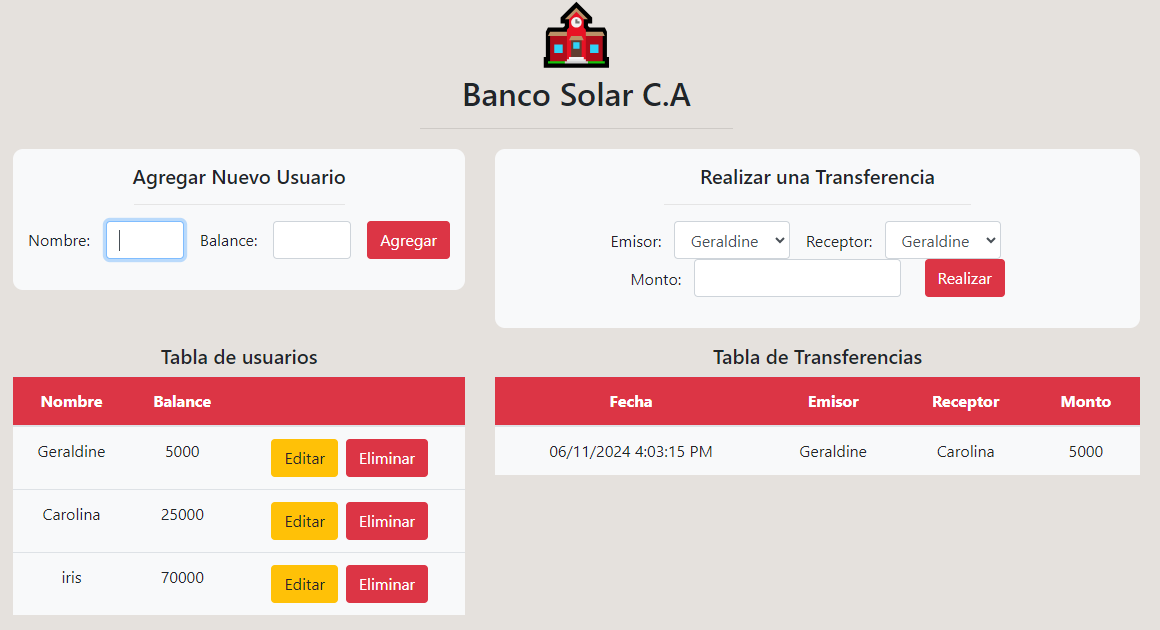 Banco Solar C.A
Agregar Nuevo Usuario
Nombre: Balance: Agregar
Realizar una Transferencia
Emisor: Geraldine Receptor: Geraldine
Monto: Realizar
Tabla de usuarios
Nombre Balance
Geraldine 5000 Editar Eliminar
Carolina 25000 Editar Eliminar
iris 70000 Editar Eliminar
Tabla de Transferencias
Fecha Emisor Receptor Monto
06/11/2024 4:03:15 PM Geraldine Carolina 5000